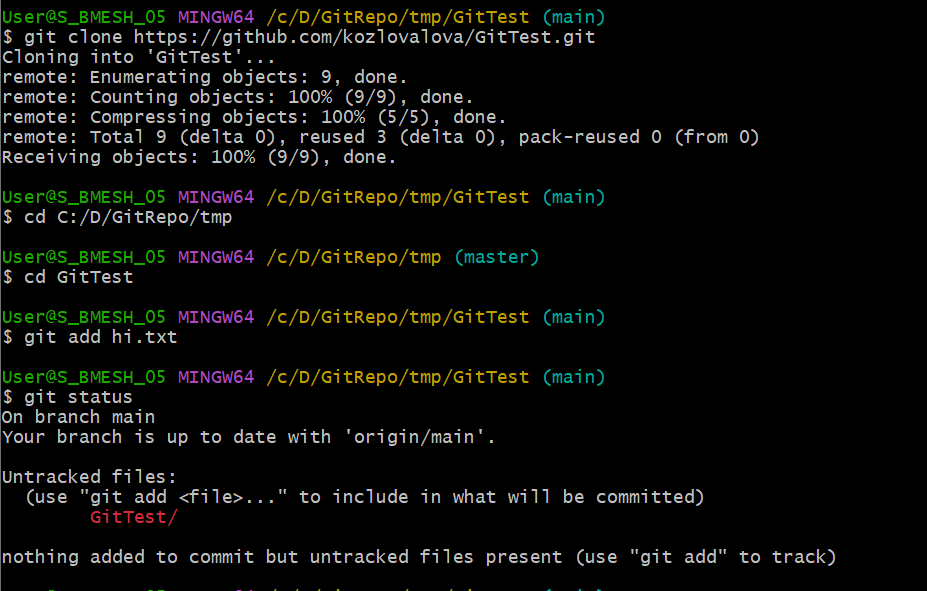 User@S_BMESH_05 MINGW64 /c/D/GitRepo/tmp/GitTest (main)
$ git clone https://github.com/kozlovalova/GitTest.git
Cloning into 'GitTest'...
remote: Enumerating objects: 9, done.
remote: Counting objects: 100% (9/9), done.
remote: Compressing objects: 100% (5/5), done.
remote: Total 9 (delta 0), reused 3 (delta 0), pack-reused 0 (from 0)
Receiving objects: 100% (9/9), done.
User@S_BMESH_05 MINGW64 /c/D/GitRepo/tmp/GitTest (main)
$ cd C:/D/GitRepo/tmp
User@S_BMESH_05 MINGW64 /c/D/GitRepo/tmp (master)
$ cd GitTest
User@S_BMESH_05 MINGW64 /c/D/GitRepo/tmp/GitTest (main)
$ git add hi.txt
User@S_BMESH_05 MINGW64 /c/D/GitRepo/tmp/GitTest (main)
$ git status
On branch main
Your branch is up to date with 'origin/main'.
Untracked files:
  (use "git add <file>..." to include in what will be committed)
        GitTest/
nothing added to commit but untracked files present (use "git add" to track)